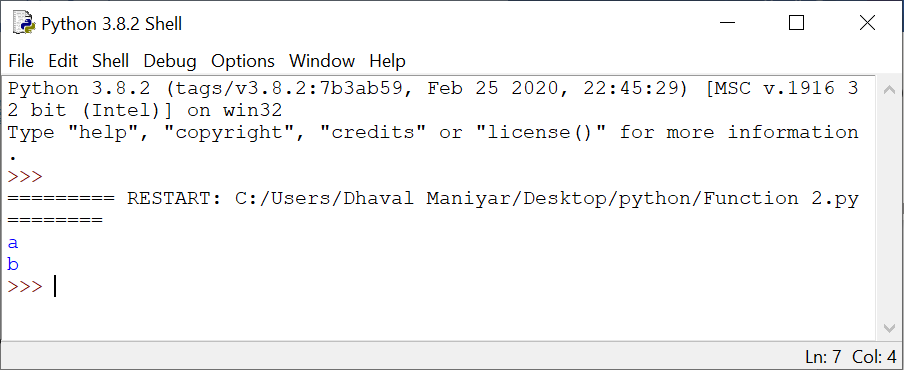 Python 3.8.2 Shell
File Edit Shell Debug Options Window Help
Python 3.8.2 (tags/v3.8.2:7b3ab59, Feb 25 2020, 22:45:29) [MSC v.1916 3
2 bit (Intel)] on win32
Type "help", "copyright", "credits" or "license()" for more information
.
>>>
========= RESTART: C:/Users/Dhaval Maniyar/Desktop/python/Function 2.py
========
a
b
>>>
Ln: 7 Col: 4